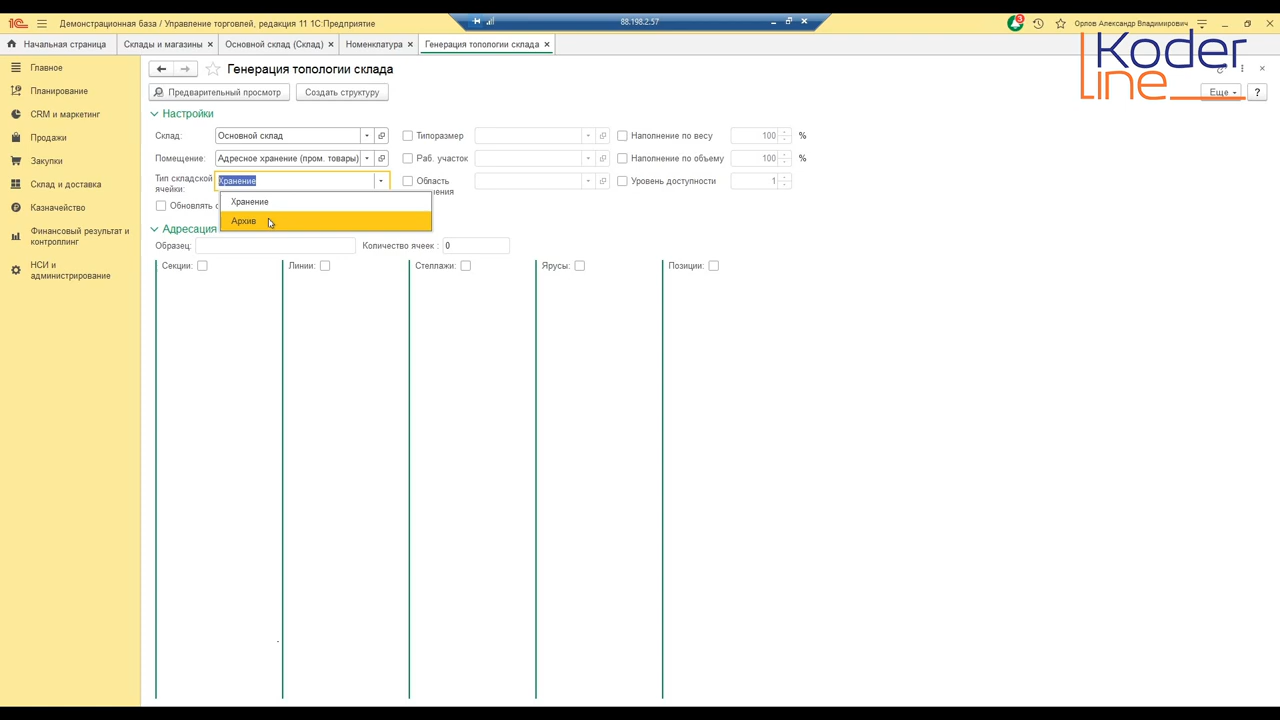 1С Демонстрационная база / Управление торговлей, редакция 11 1С:Предприятие
88.198.2.57
3
Орлов Александр Владимирович
Начальная страница
Склады и магазины
Основной склад (Склад)
Номенклатура
Генерация топологии склада
Koder
line
Главное
Планирование
CRM и маркетинг
Продажи
Закупки
Склад и доставка
Казначейство
Финансовый результат и
контроллинг
НСИ и
администрирование
Генерация топологии склада
Предварительный просмотр
Создать структуру
Еще
?
Настройки
Склад: Основной склад
Типоразмер
Наполнение по весу 100 %
Помещение: Адресное хранение (пром. товары)
Раб. участок
Наполнение по объему 100 %
Тип складской
ячейки:
Хранение
Область
Уровень доступности 1
Хранение
Архив
Обновлять
Адресация
Образец:
Количество ячеек : 0
Секции:
Линии:
Стеллажи:
Ярусы:
Позиции: